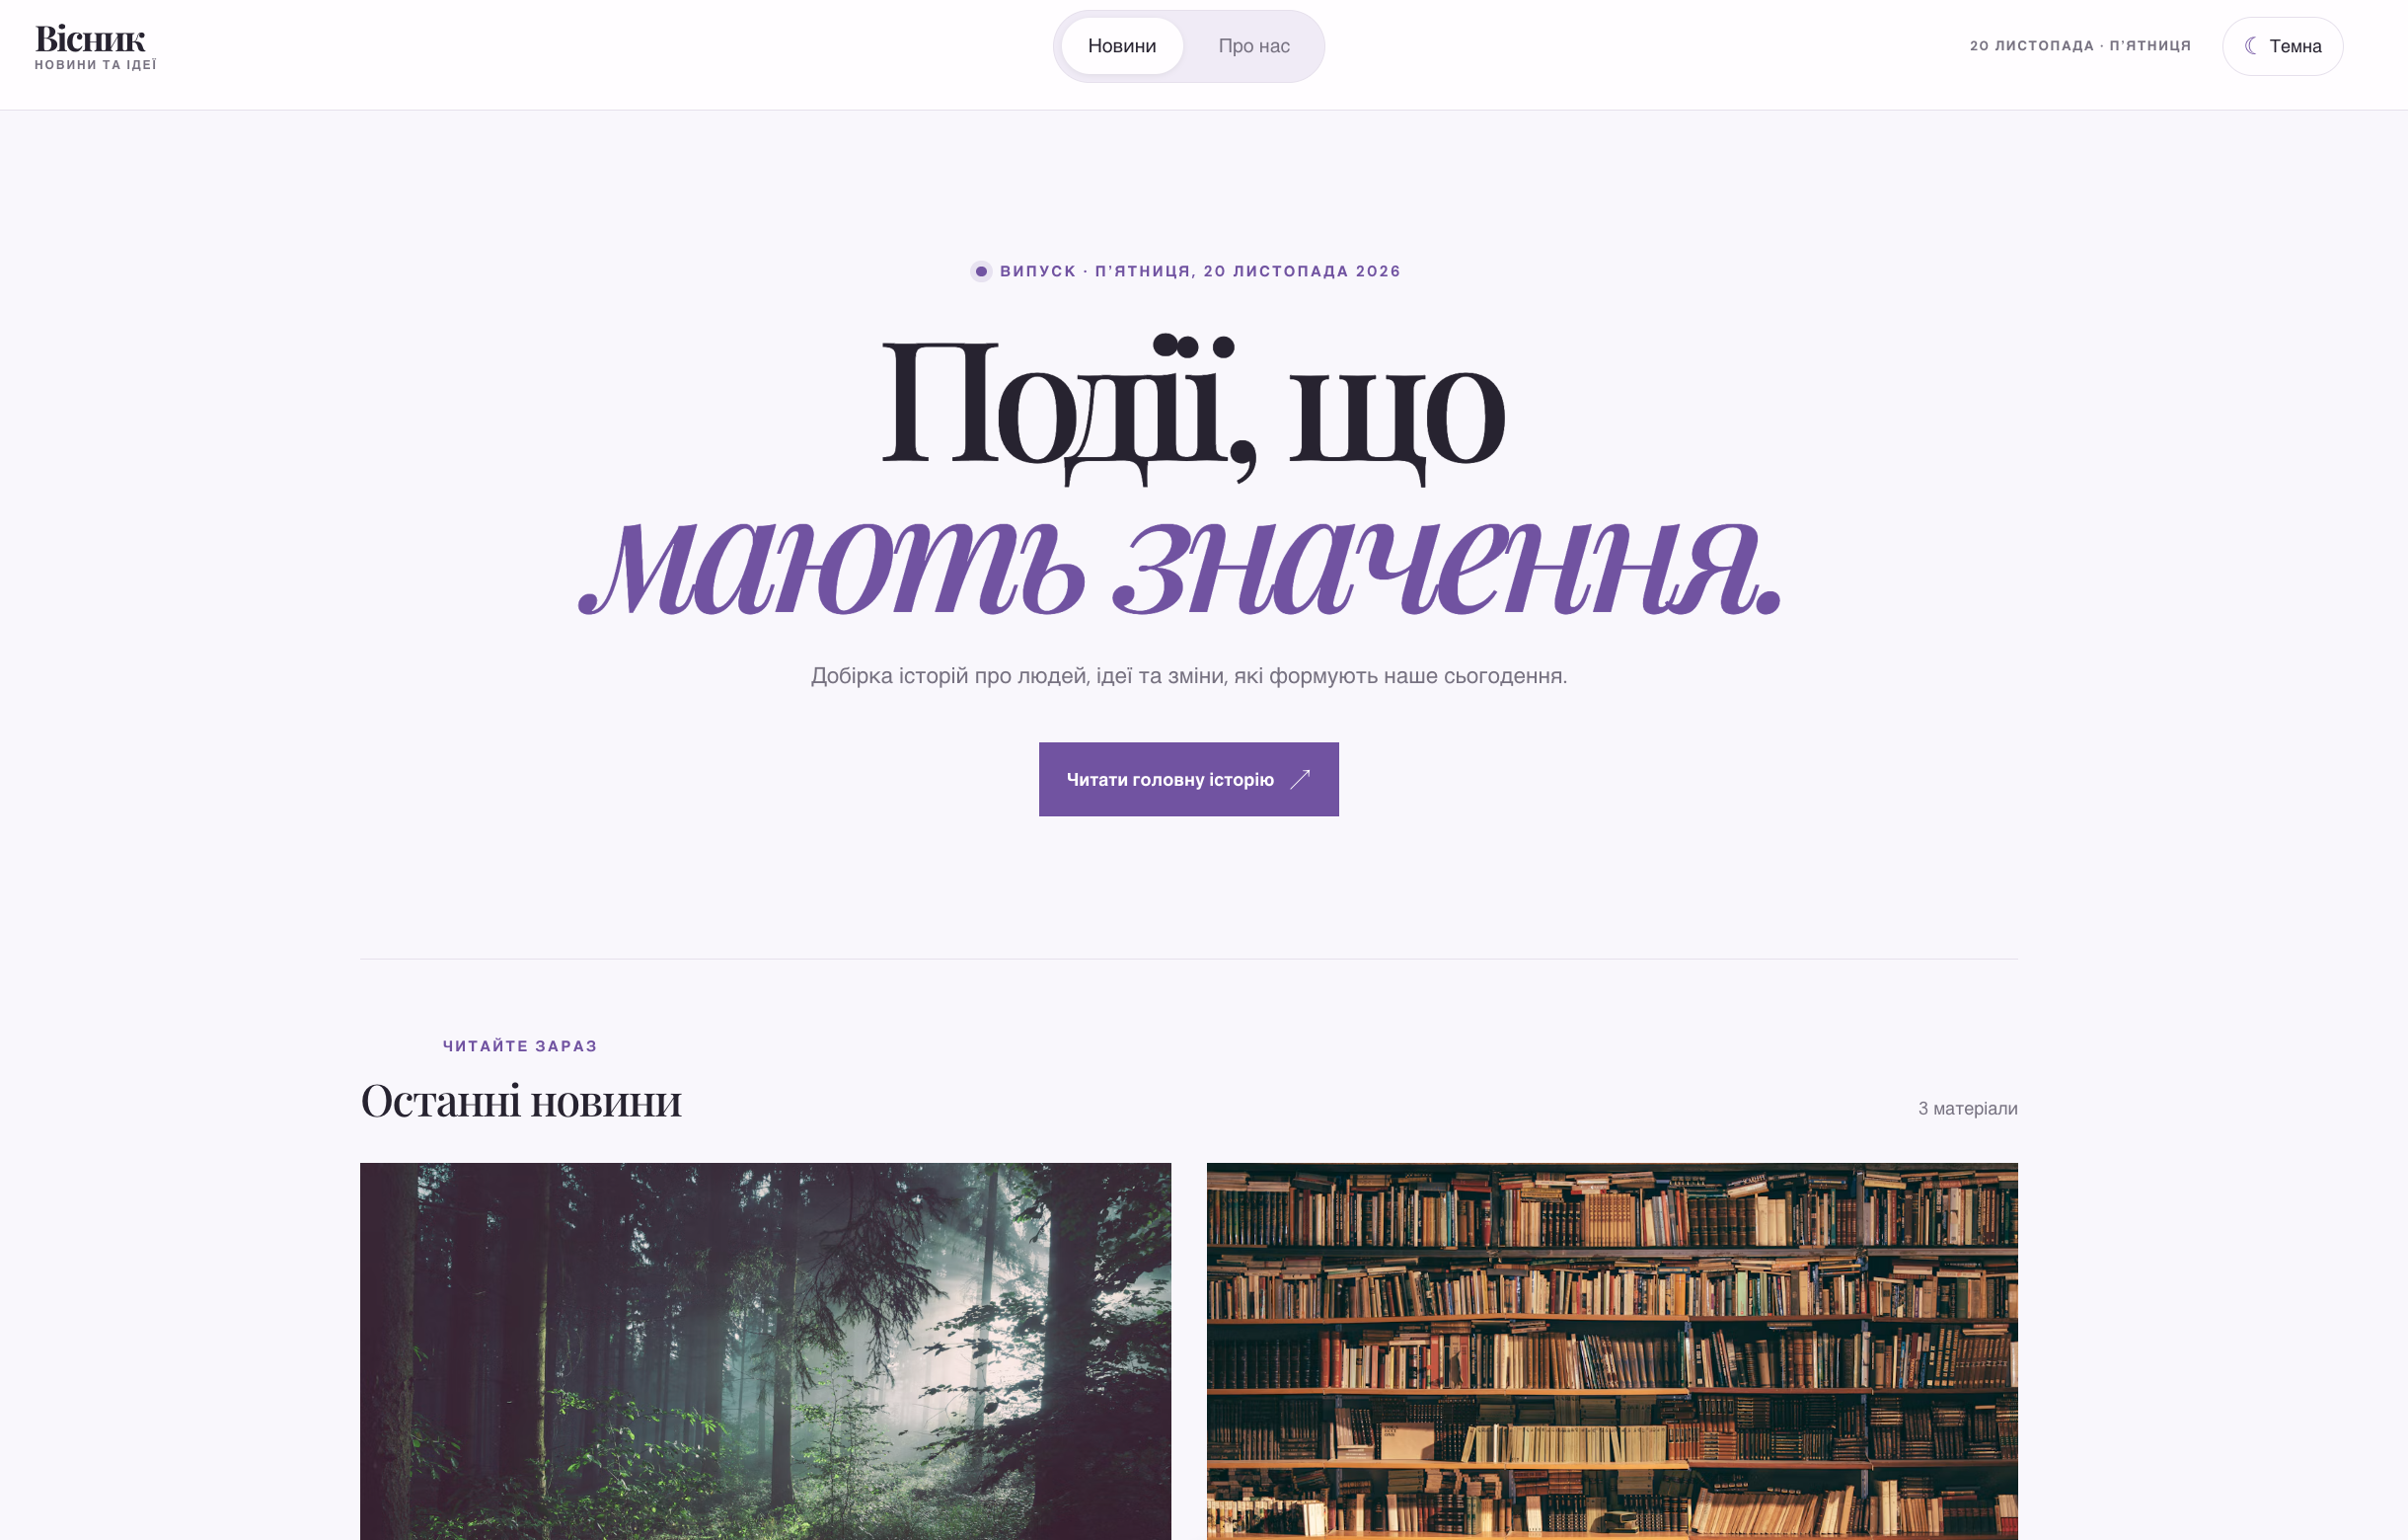 Вісник
НОВИНИ ТА ІДЕЇ
Новини
Про нас
20 ЛИСТОПАДА · П'ЯТНИЦЯ
Темна
ВИПУСК · П'ЯТНИЦЯ, 20 ЛИСТОПАДА 2026
Події, що
мають значення.
Добірка історій про людей, ідеї та зміни, які формують наше сьогодення.
Читати головну історію
ЧИТАЙТЕ ЗАРАЗ
Останні новини
3 матеріали